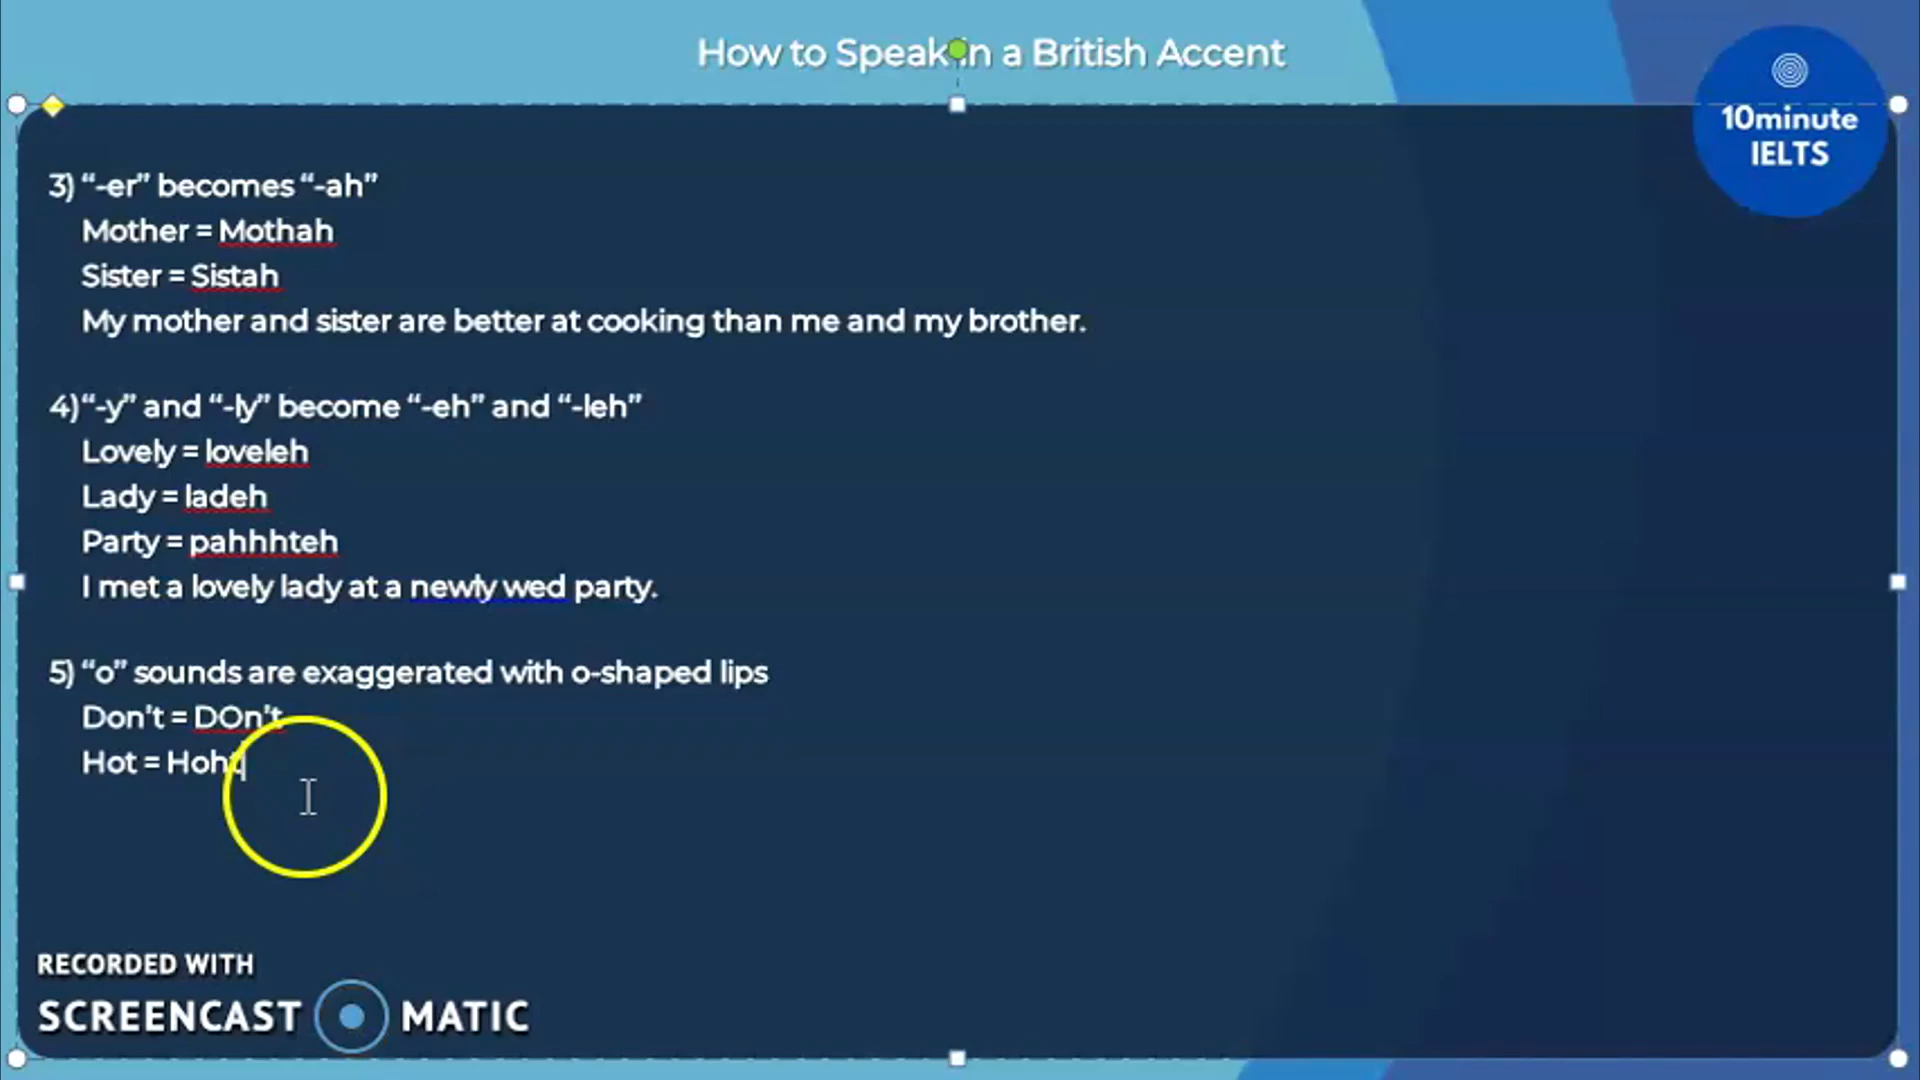 How to Speak in a British Accent
10minute
IELTS
3) “-er” becomes “-ah”
Mother = Mothah
Sister = Sistah
My mother and sister are better at cooking than me and my brother.
4)“-y” and “-ly” become “-eh” and “-leh”
Lovely = loveleh
Lady = ladeh
Party = pahhhteh
I met a lovely lady at a newly wed party.
5) “o” sounds are exaggerated with o-shaped lips
Don’t = DOn’t
Hot = Hoht
RECORDED WITH
SCREENCAST MATIC